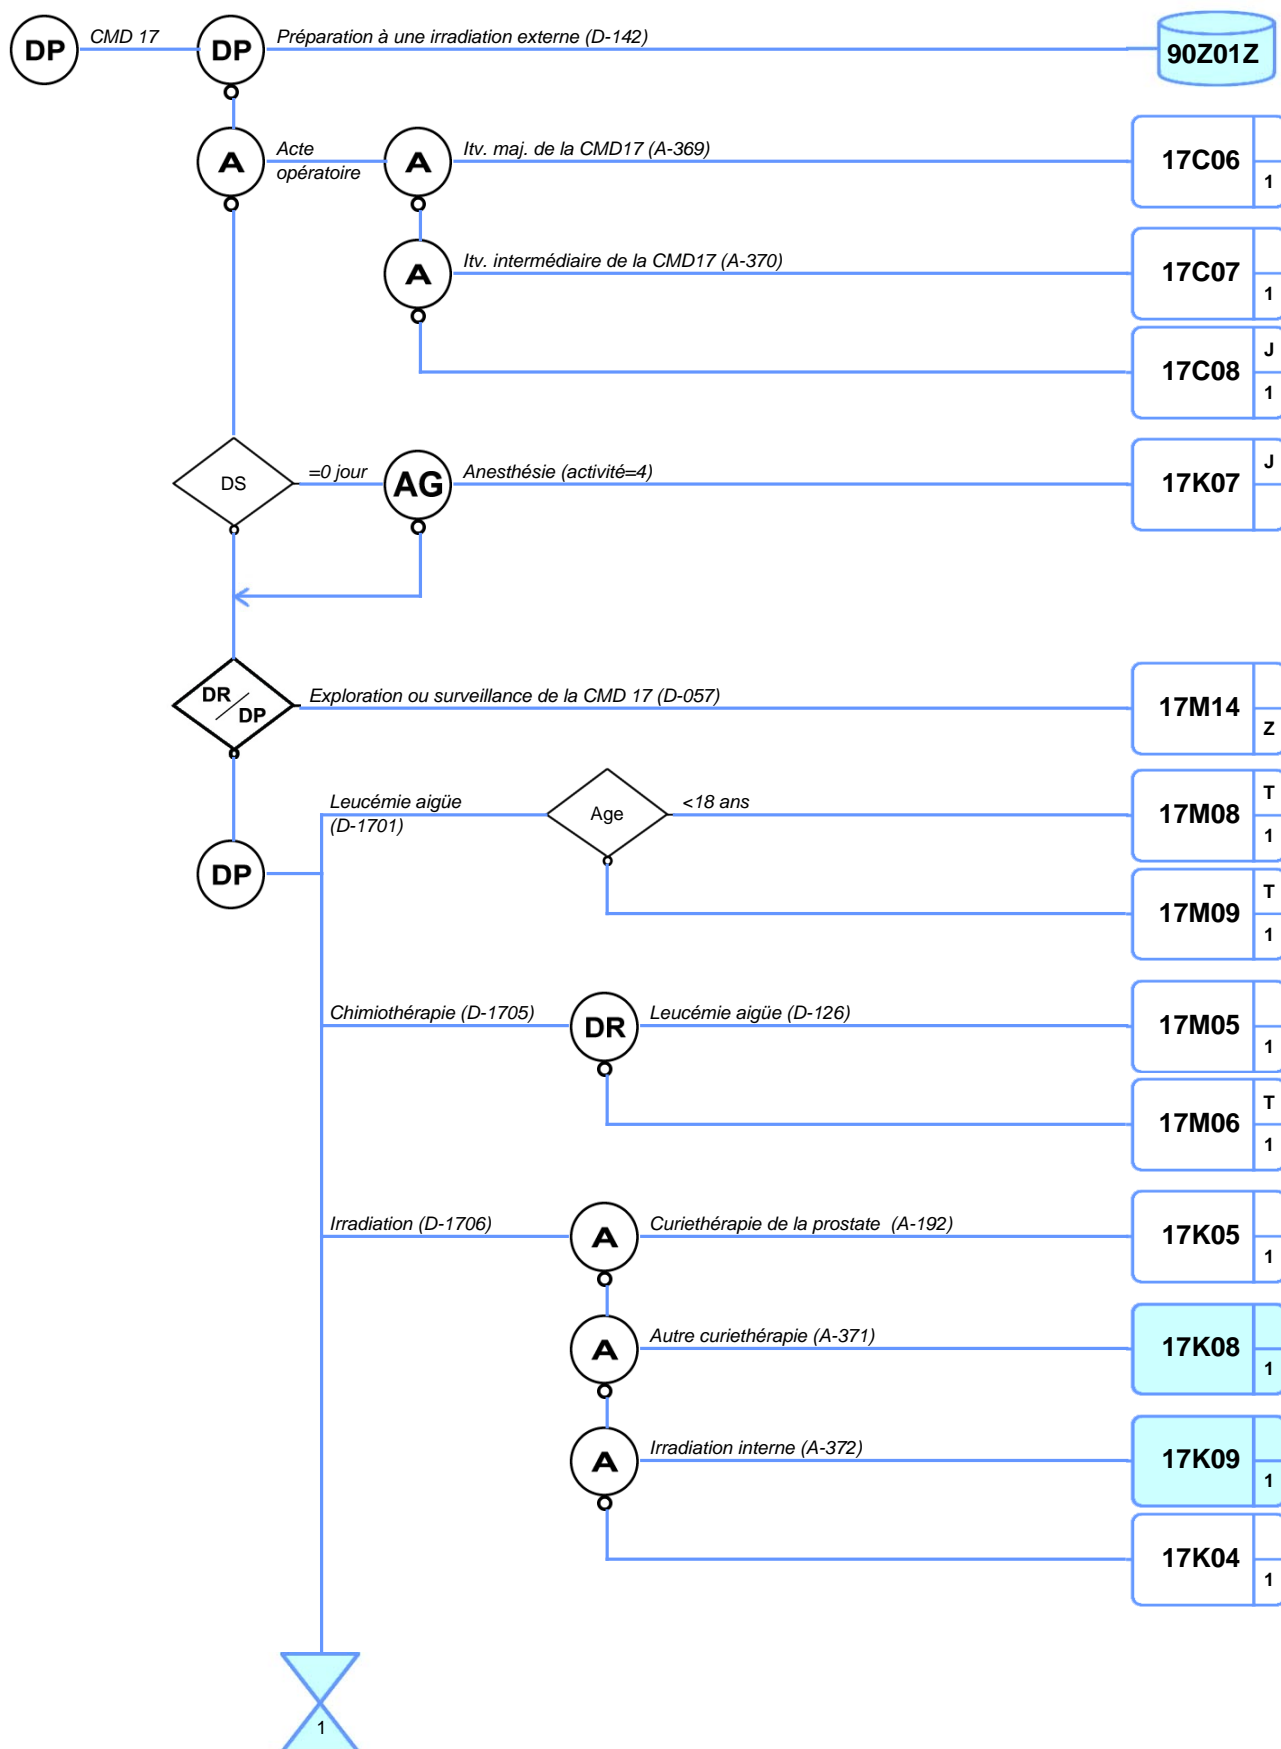 DP
CMD 17
DP
Préparation à une irradiation externe (D-142)
90Z01Z
A
Acte
opératoire
A
Itv. maj. de la CMD17 (A-369)
17C06
1
A
Itv. intermédiaire de la CMD17 (A-370)
17C07
1
17C08
J
1
DS
=0 jour
AG
Anesthésie (activité=4)
17K07
J
DR
DP
Exploration ou surveillance de la CMD 17 (D-057)
17M14
Z
DP
Leucémie aigüe
(D-1701)
Age
<18 ans
17M08
T
1
17M09
T
1
Chimiothérapie (D-1705)
DR
Leucémie aigüe (D-126)
17M05
1
17M06
T
1
Irradiation (D-1706)
A
Curiethérapie de la prostate  (A-192)
17K05
1
A
Autre curiethérapie (A-371)
17K08
1
A
Irradiation interne (A-372)
17K09
1
17K04
1
1